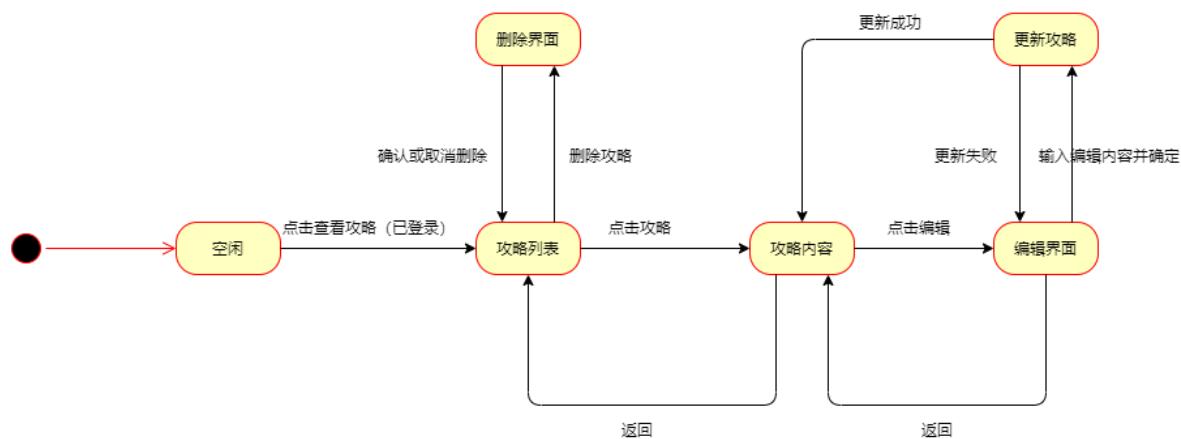 更新成功
删除界面
更新攻略
确认或取消删除
删除攻略
更新失败
输入编辑内容并确定
点击查看攻略（已登录）
点击攻略
点击编辑
空闲
攻略列表
攻略内容
编辑界面
返回
返回